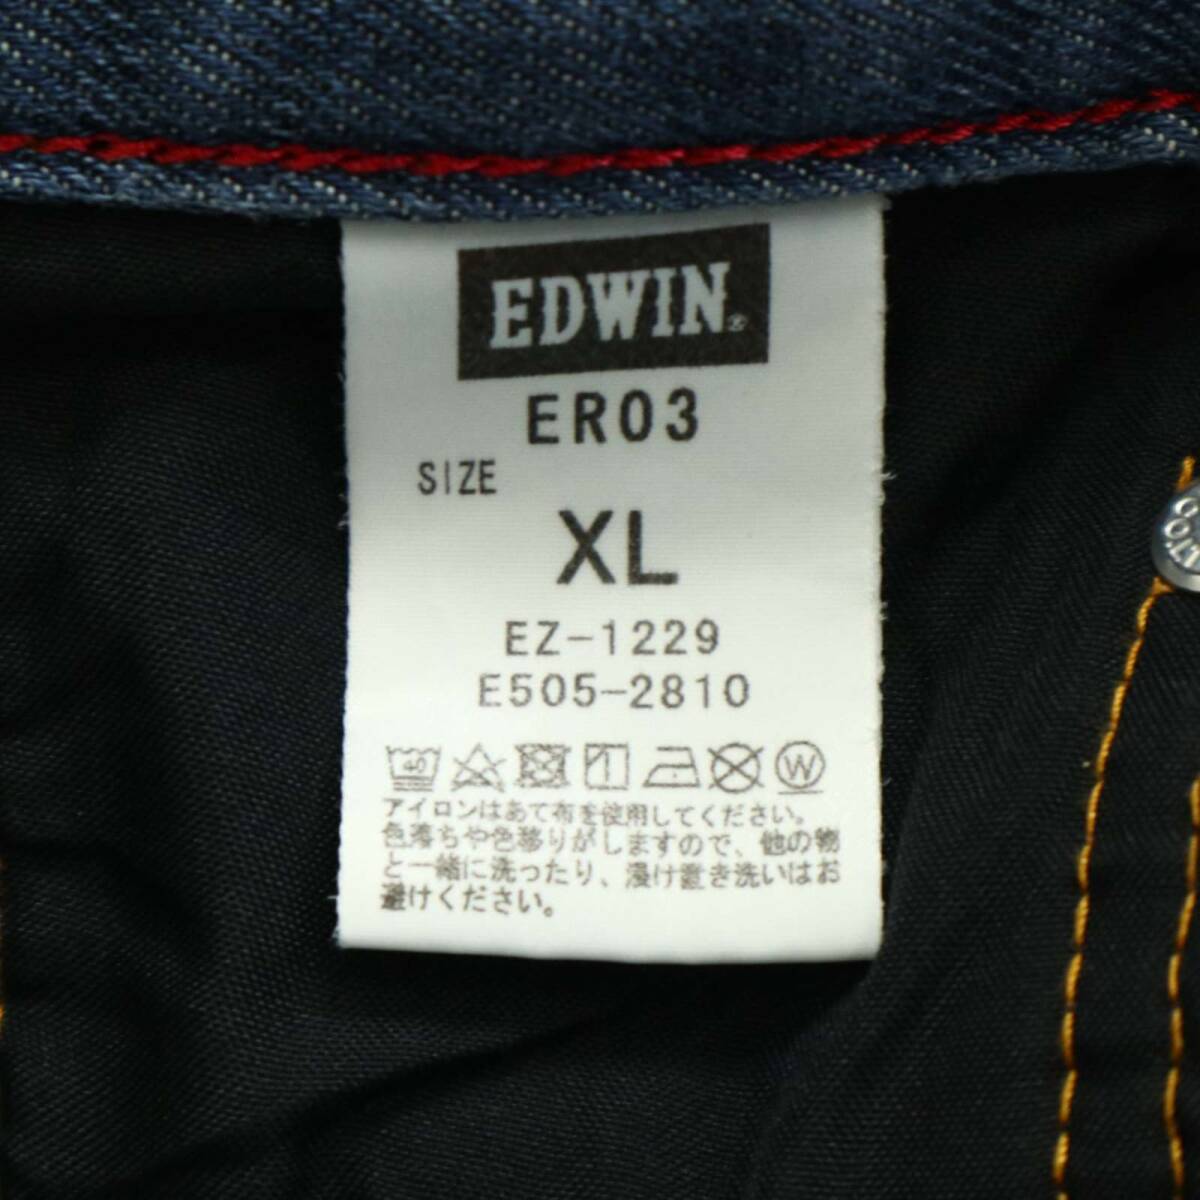 EDWIN®
ER03
SIZE
XL
EZ-1229
E505-2810
40 W
アイロンはあて布を使用してください。
色落ちや色移りがしますので、他の物
と一緒に洗ったり、浸け置き洗いはお
避けください。